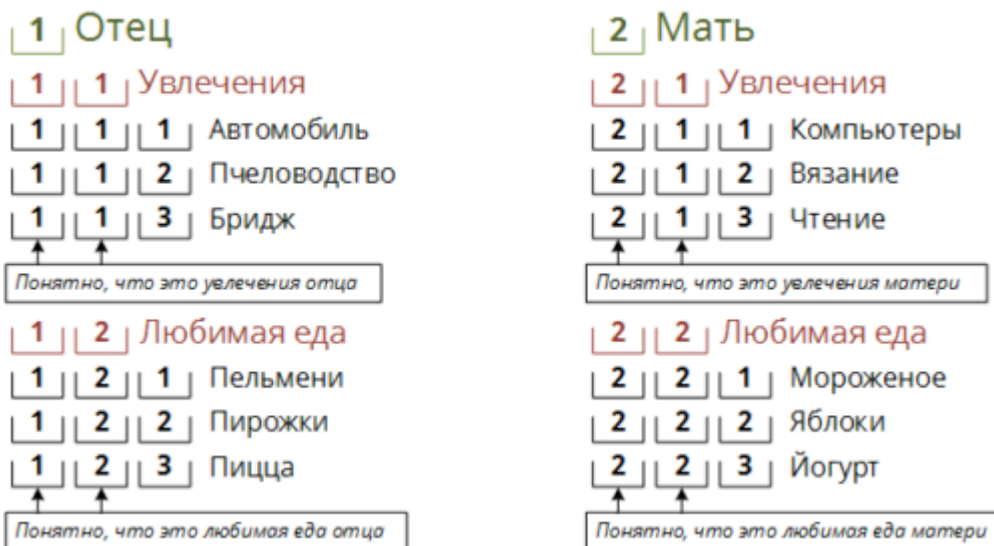 1 Отец
1 1 Увлечения
1 1 1 Автомобиль
1 1 2 Пчеловодство
1 1 3 Бридж
Понятно, что это увлечения отца
1 2 Любимая еда
1 2 1 Пельмени
1 2 2 Пирожки
1 2 3 Пицца
Понятно, что это любимая еда отца
2 Мать
2 1 Увлечения
2 1 1 Компьютеры
2 1 2 Вязание
2 1 3 Чтение
Понятно, что это увлечения матери
2 2 Любимая еда
2 2 1 Мороженое
2 2 2 Яблоки
2 2 3 Йогурт
Понятно, что это любимая еда матери